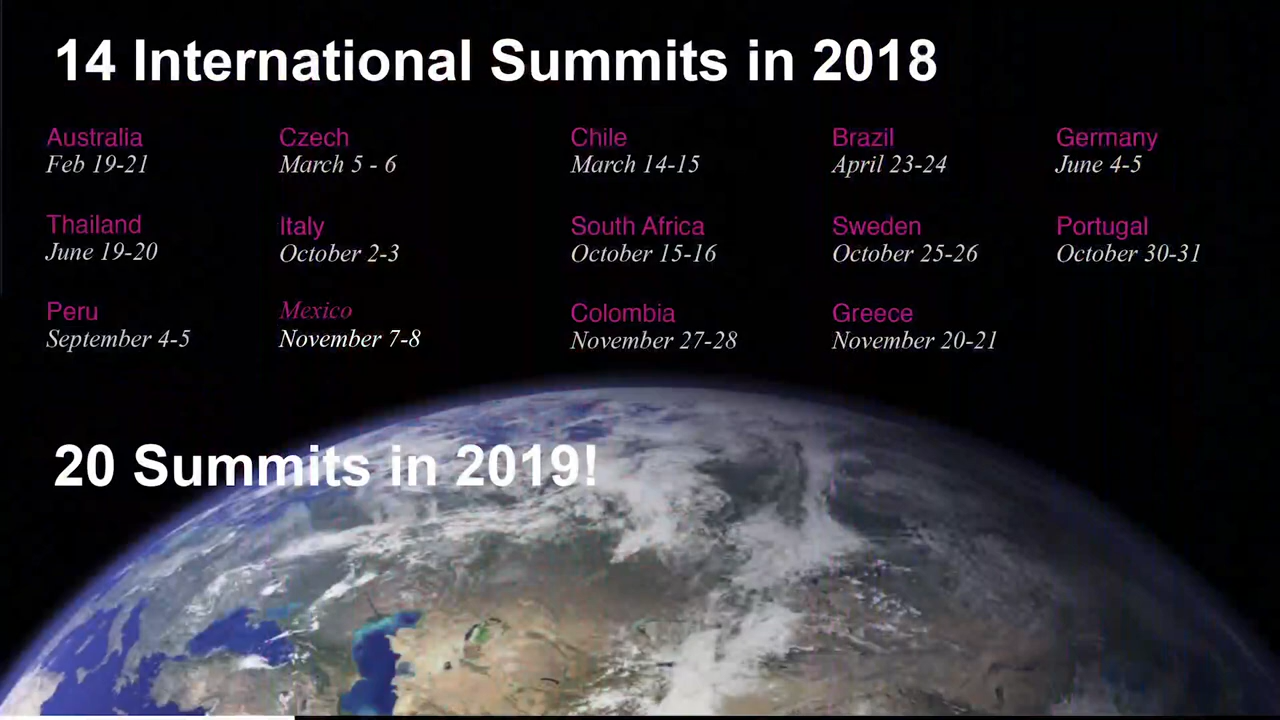 14 International Summits in 2018
Australia
Feb 19-21
Czech
March 5 - 6
Chile
March 14-15
Brazil
April 23-24
Germany
June 4-5
Thailand
June 19-20
Italy
October 2-3
South Africa
October 15-16
Sweden
October 25-26
Portugal
October 30-31
Peru
September 4-5
Mexico
November 7-8
Colombia
November 27-28
Greece
November 20-21
20 Summits in 2019!